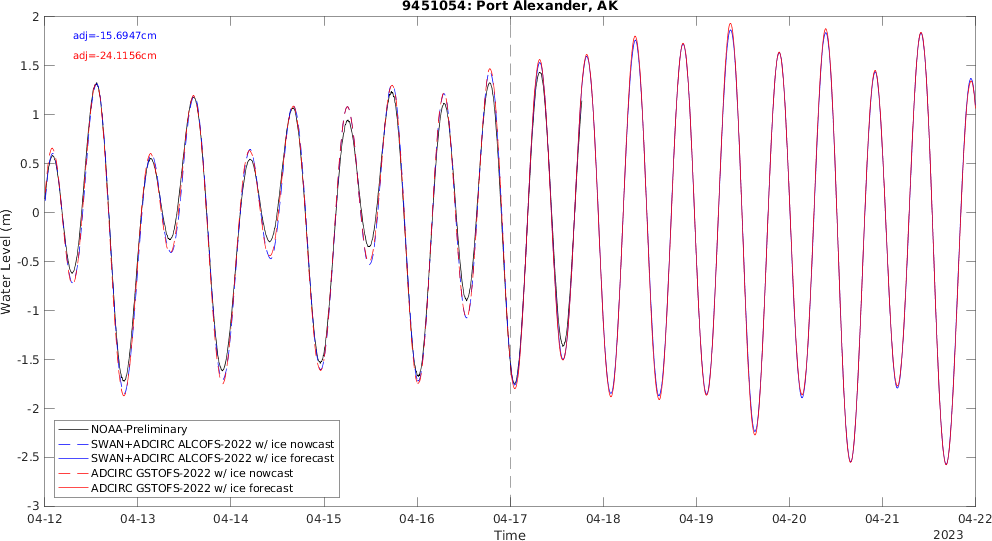 9451054: Port Alexander, AK
adj=-15.6947cm
adj=-24.1156cm
2
1.5
1
0.5
0
-0.5
-1
-1.5
-2
-2.5
-3
Water Level (m)
NOAA-Preliminary
SWAN+ADCIRC ALCOFS-2022 w/ ice nowcast
SWAN+ADCIRC ALCOFS-2022 w/ ice forecast
ADCIRC GSTOFS-2022 w/ ice nowcast
ADCIRC GSTOFS-2022 w/ ice forecast
04-12 04-13 04-14 04-15 04-16 04-17 04-18 04-19 04-20 04-21 04-22
Time
2023